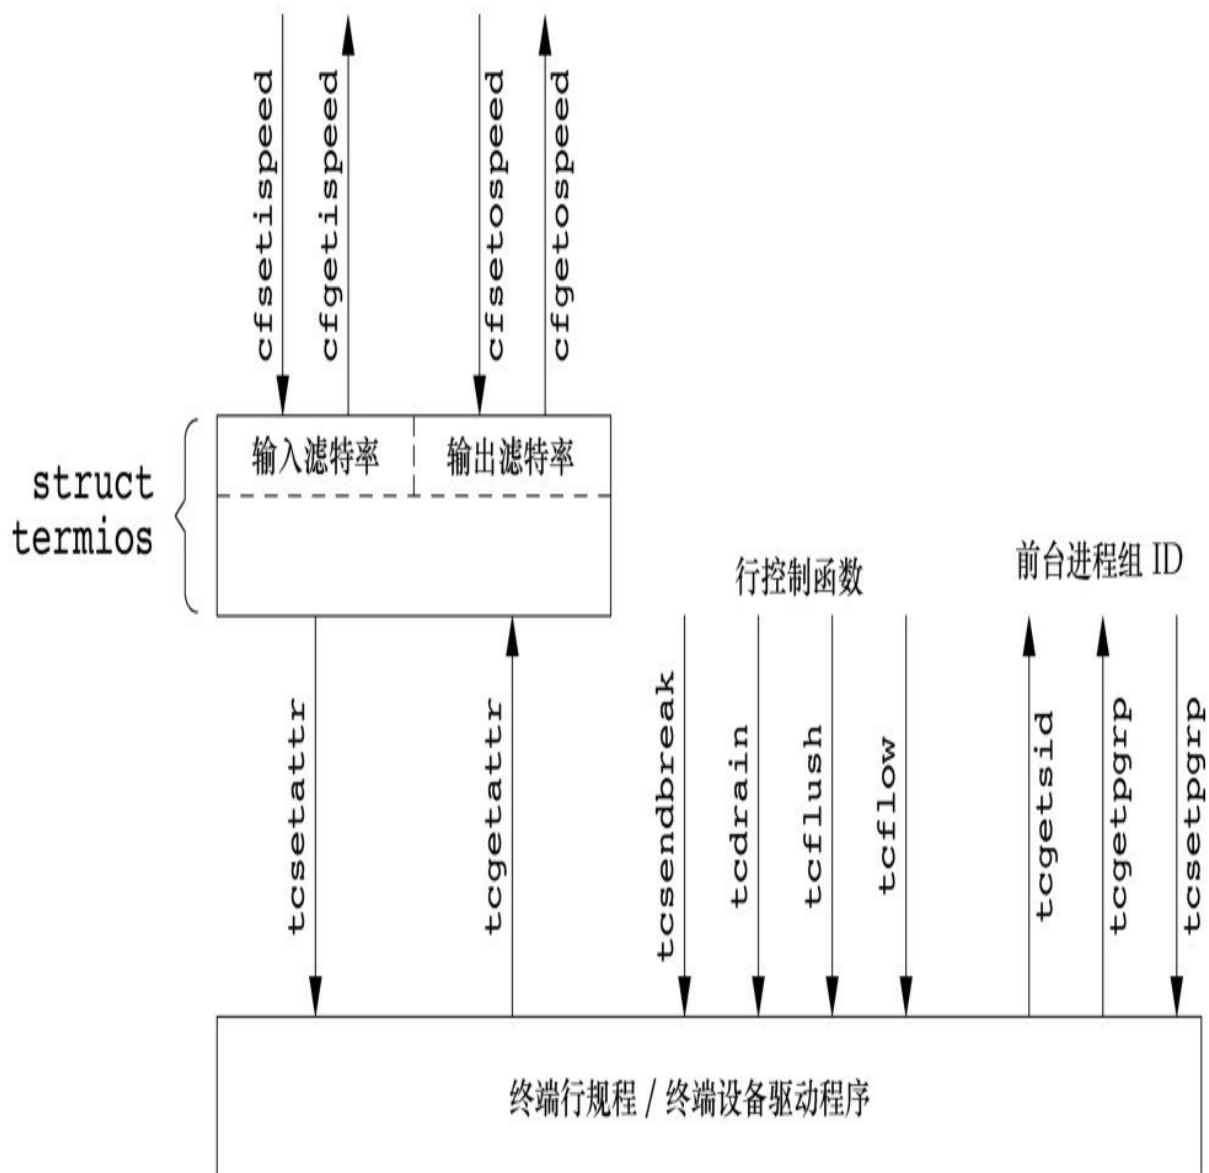 cfsetispeed
cfgetispeed
cfsetospeed
cfgetospeed
输入滤特率
输出滤特率
struct
termios
行控制函数
前台进程组 ID
tcsetattr
tcgetattr
tcsendbreak
tcdrain
tcflush
tcflow
tcgetsid
tcgetpgrp
tcsetpgrp
终端行规程 / 终端设备驱动程序